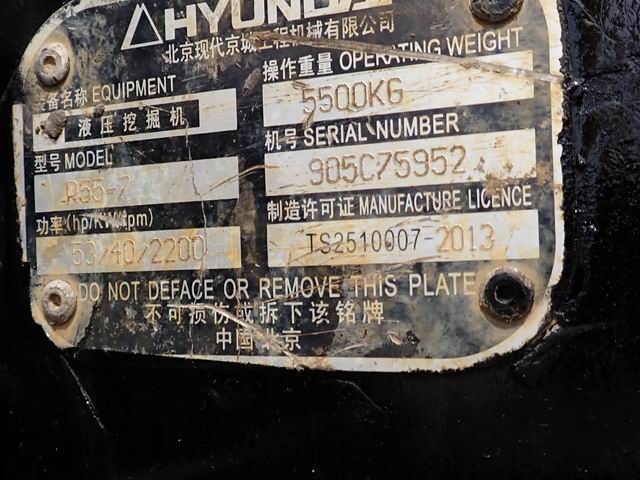 HYUNDAI
北京现代京城工程机械有限公司
设备名称 EQUIPMENT
液压挖掘机
操作重量 OPERATING WEIGHT
5500KG
型号 MODEL
R55-7
机号 SERIAL NUMBER
905C75952
功率(hp/KW/rpm)
53/40/2200
制造许可证 MANUFACTURE LICENCE
TS2510007-2013
DO NOT DEFACE OR REMOVE THIS PLATE
不可损伤或拆下该铭牌
中国北京